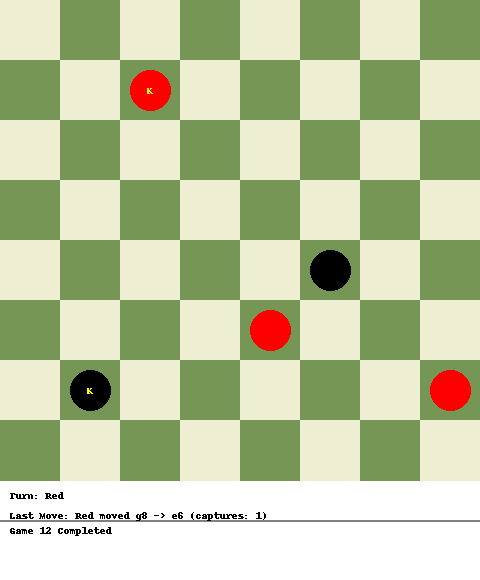 K
K
Turn: Red
Last Move: Red moved g8 -> e6 (captures: 1)
Game 12 Completed